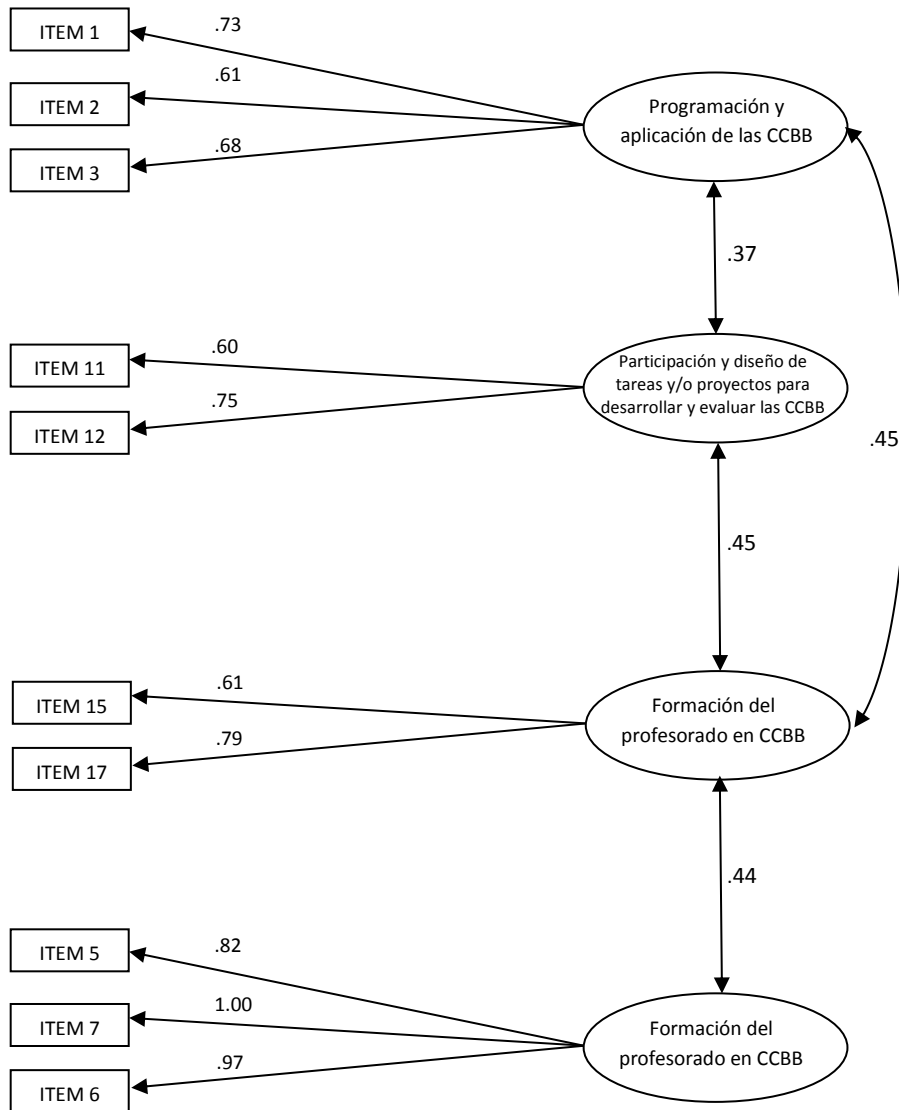 ITEM 1
.73
.61
ITEM 2
.68
ITEM 3
Programación y
aplicación de las CCBB
.37
ITEM 11
.60
.75
ITEM 12
Participación y diseño de
tareas y/o proyectos para
desarrollar y evaluar las CCBB
.45
.45
ITEM 15
.61
.79
ITEM 17
Formación del
profesorado en CCBB
.44
ITEM 5
.82
1.00
ITEM 7
.97
ITEM 6
Formación del
profesorado en CCBB